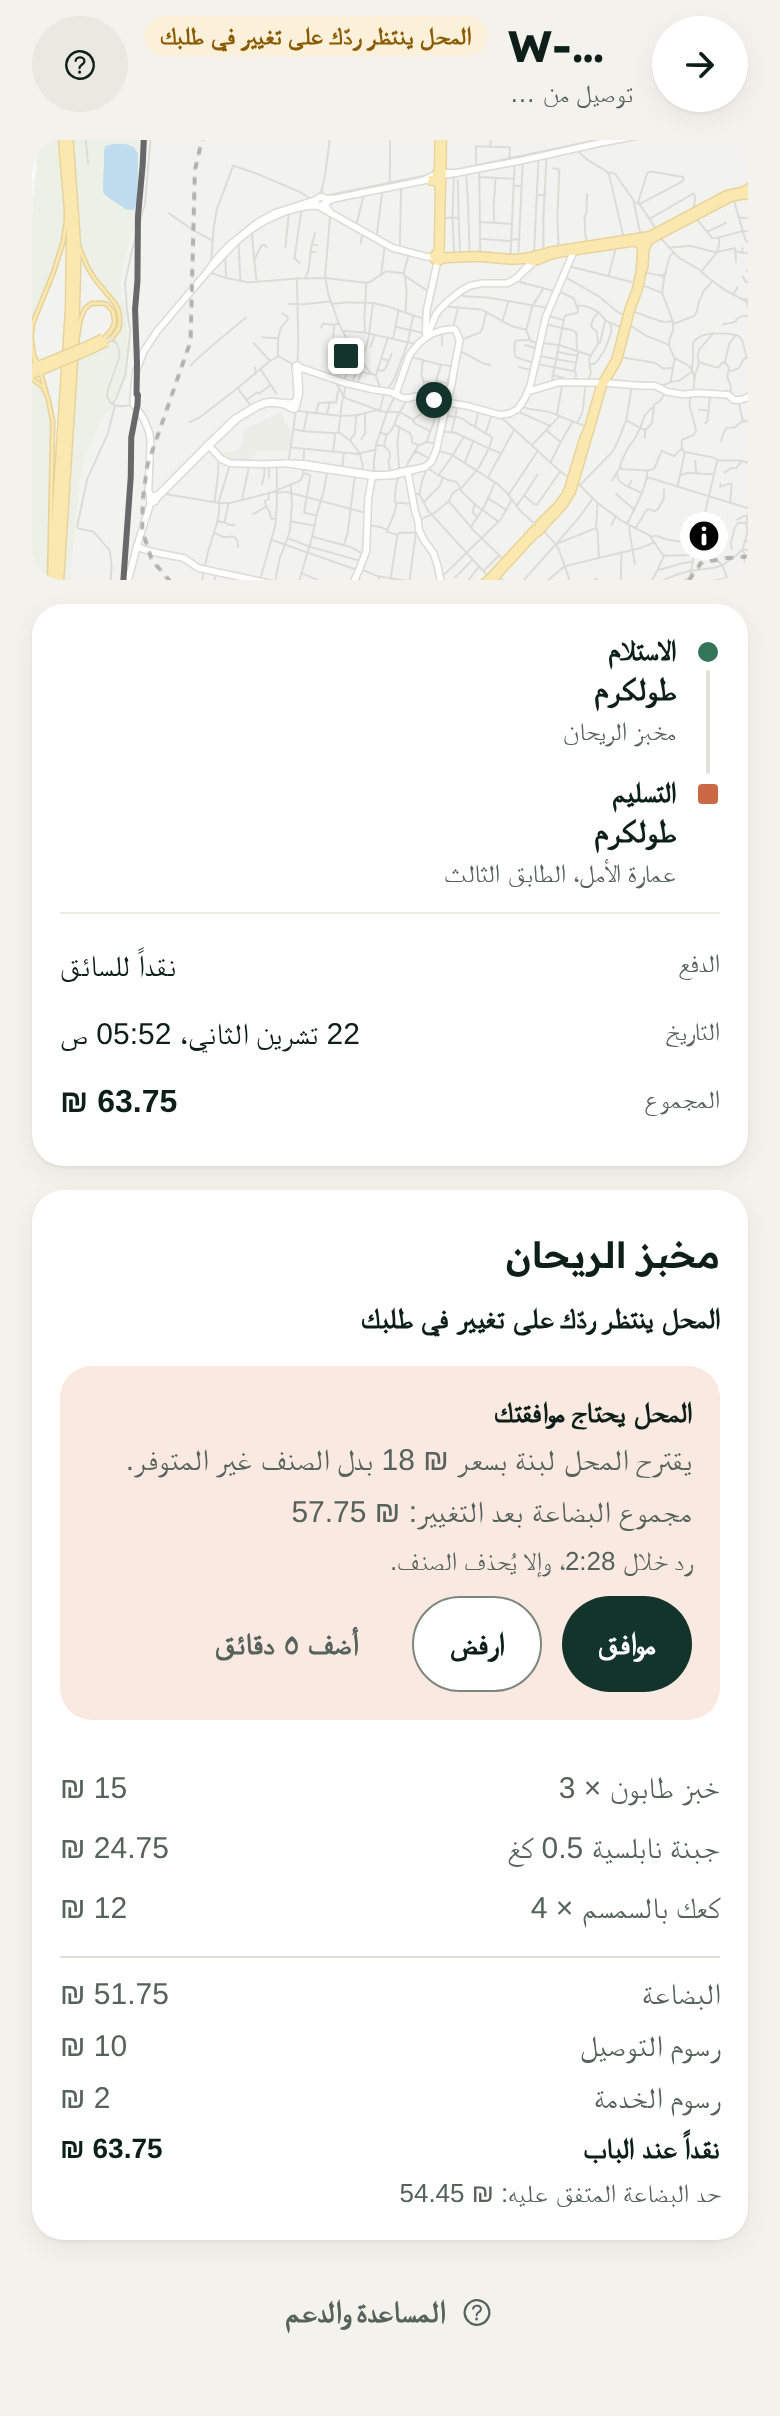 W-...
المحل ينتظر ردّك على تغيير في طلبك
توصيل من ...
الاستلام
طولكرم
مخبز الريحان
التسليم
طولكرم
عمارة الأمل، الطابق الثالث
الدفع نقداً للسائق
التاريخ 22 تشرين الثاني، 05:52 ص
المجموع 63.75 ₪
مخبز الريحان
المحل ينتظر ردّك على تغيير في طلبك
المحل يحتاج موافقتك
يقترح المحل لبنة بسعر 18 ₪ بدل الصنف غير المتوفر.
مجموع البضاعة بعد التغيير: 57.75 ₪
رد خلال 2:28، وإلا يُحذف الصنف.
موافق ارفض أضف ٥ دقائق
خبز طابون × 3 15 ₪
جبنة نابلسية 0.5 كغ 24.75 ₪
كعك بالسمسم × 4 12 ₪
البضاعة 51.75 ₪
رسوم التوصيل 10 ₪
رسوم الخدمة 2 ₪
نقداً عند الباب 63.75 ₪
حد البضاعة المتفق عليه: 54.45 ₪
المساعدة والدعم